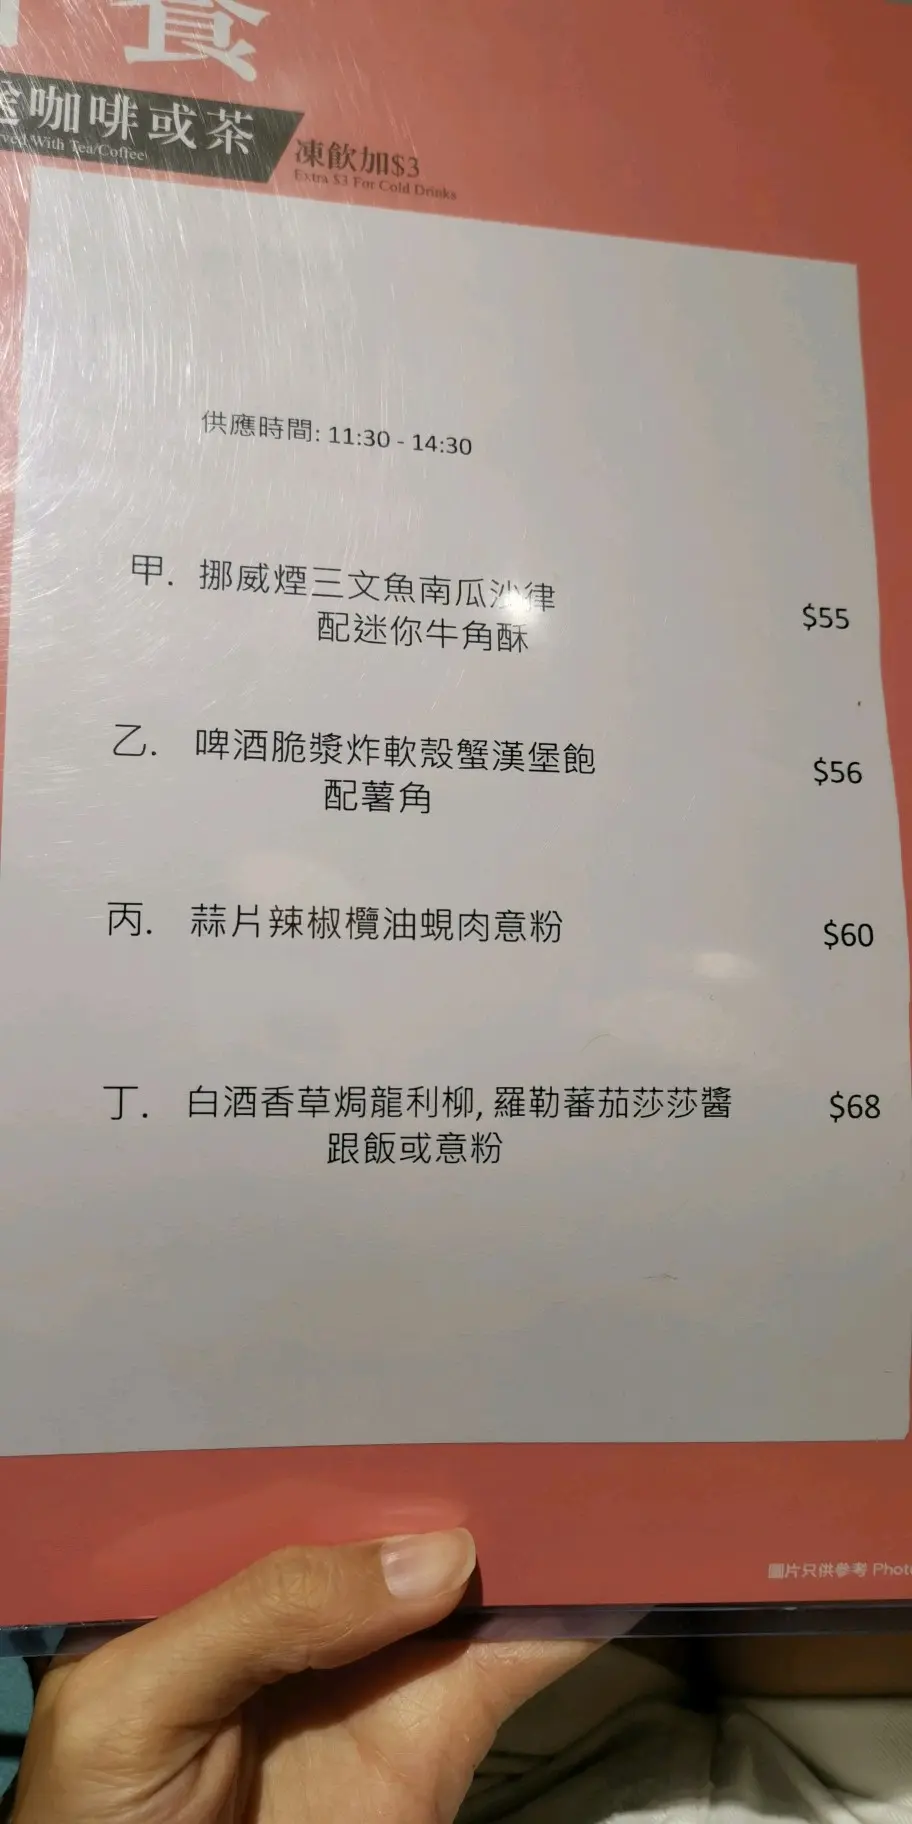 餐
咖啡或茶
With Tea/Coffee
凍飲加$3
Extra $3 For Cold Drinks
供應時間: 11:30 - 14:30
甲. 挪威煙三文魚南瓜沙律
配迷你牛角酥
$55
乙. 啤酒脆漿炸軟殼蟹漢堡飽
配薯角
$56
丙. 蒜片辣椒欖油蜆肉意粉
$60
丁. 白酒香草焗龍利柳, 羅勒蕃茄莎莎醬
跟飯或意粉
$68
圖片只供參考 Phot